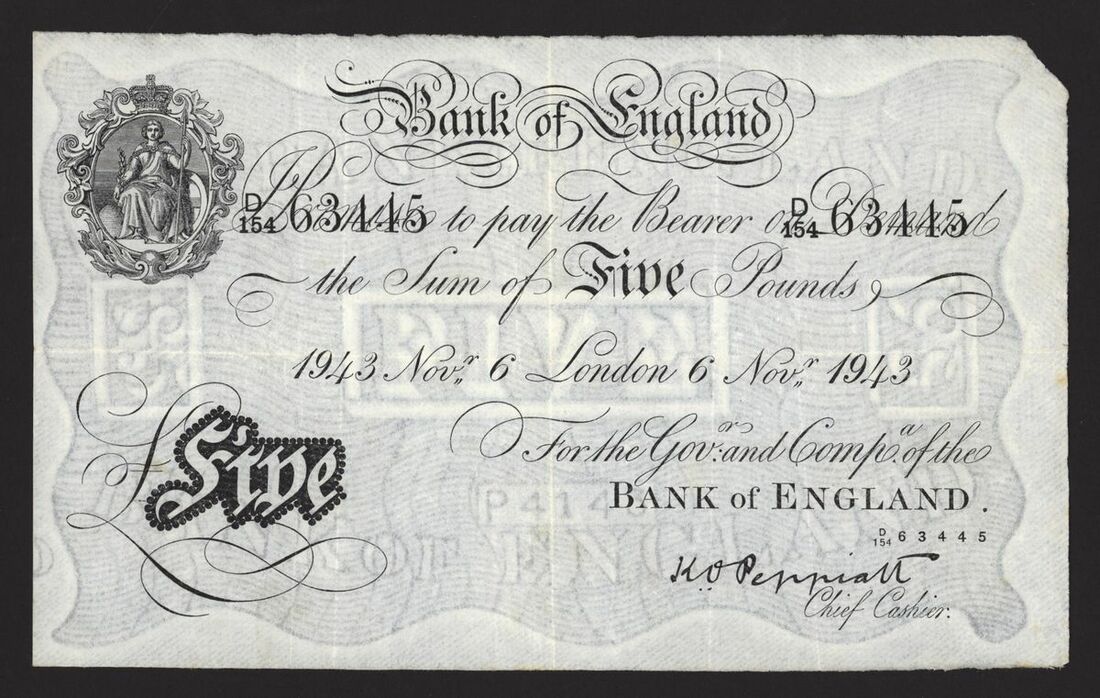 Bank of England
D/154 63445 I Promise to pay the Bearer on Demand D/154 63445
the Sum of Five Pounds
1943 Novr. 6 London 6 Novr. 1943
£ Five
For the Govr. and Compa. of the
BANK of ENGLAND.
D/154 63445
K O Peppiatt
Chief Cashier.